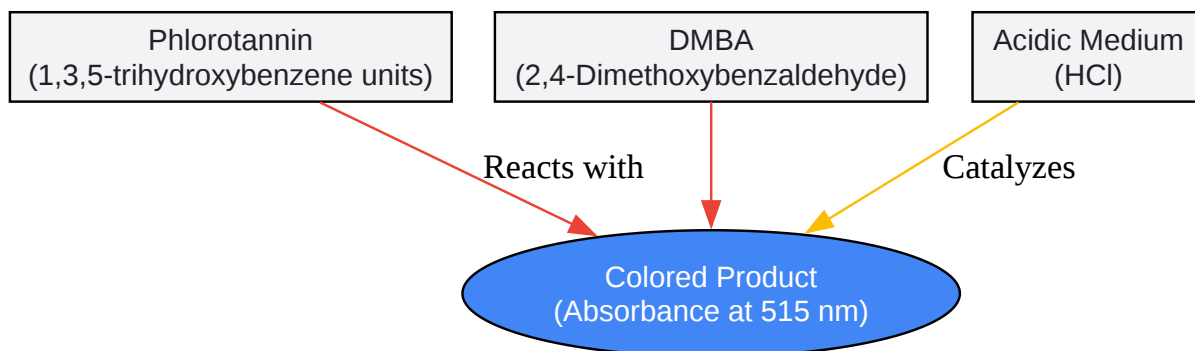 Phlorotannin
(1,3,5-trihydroxybenzene units)
DMBA
(2,4-Dimethoxybenzaldehyde)
Acidic Medium
(HCl)
Reacts with
Catalyzes
Colored Product
(Absorbance at 515 nm)